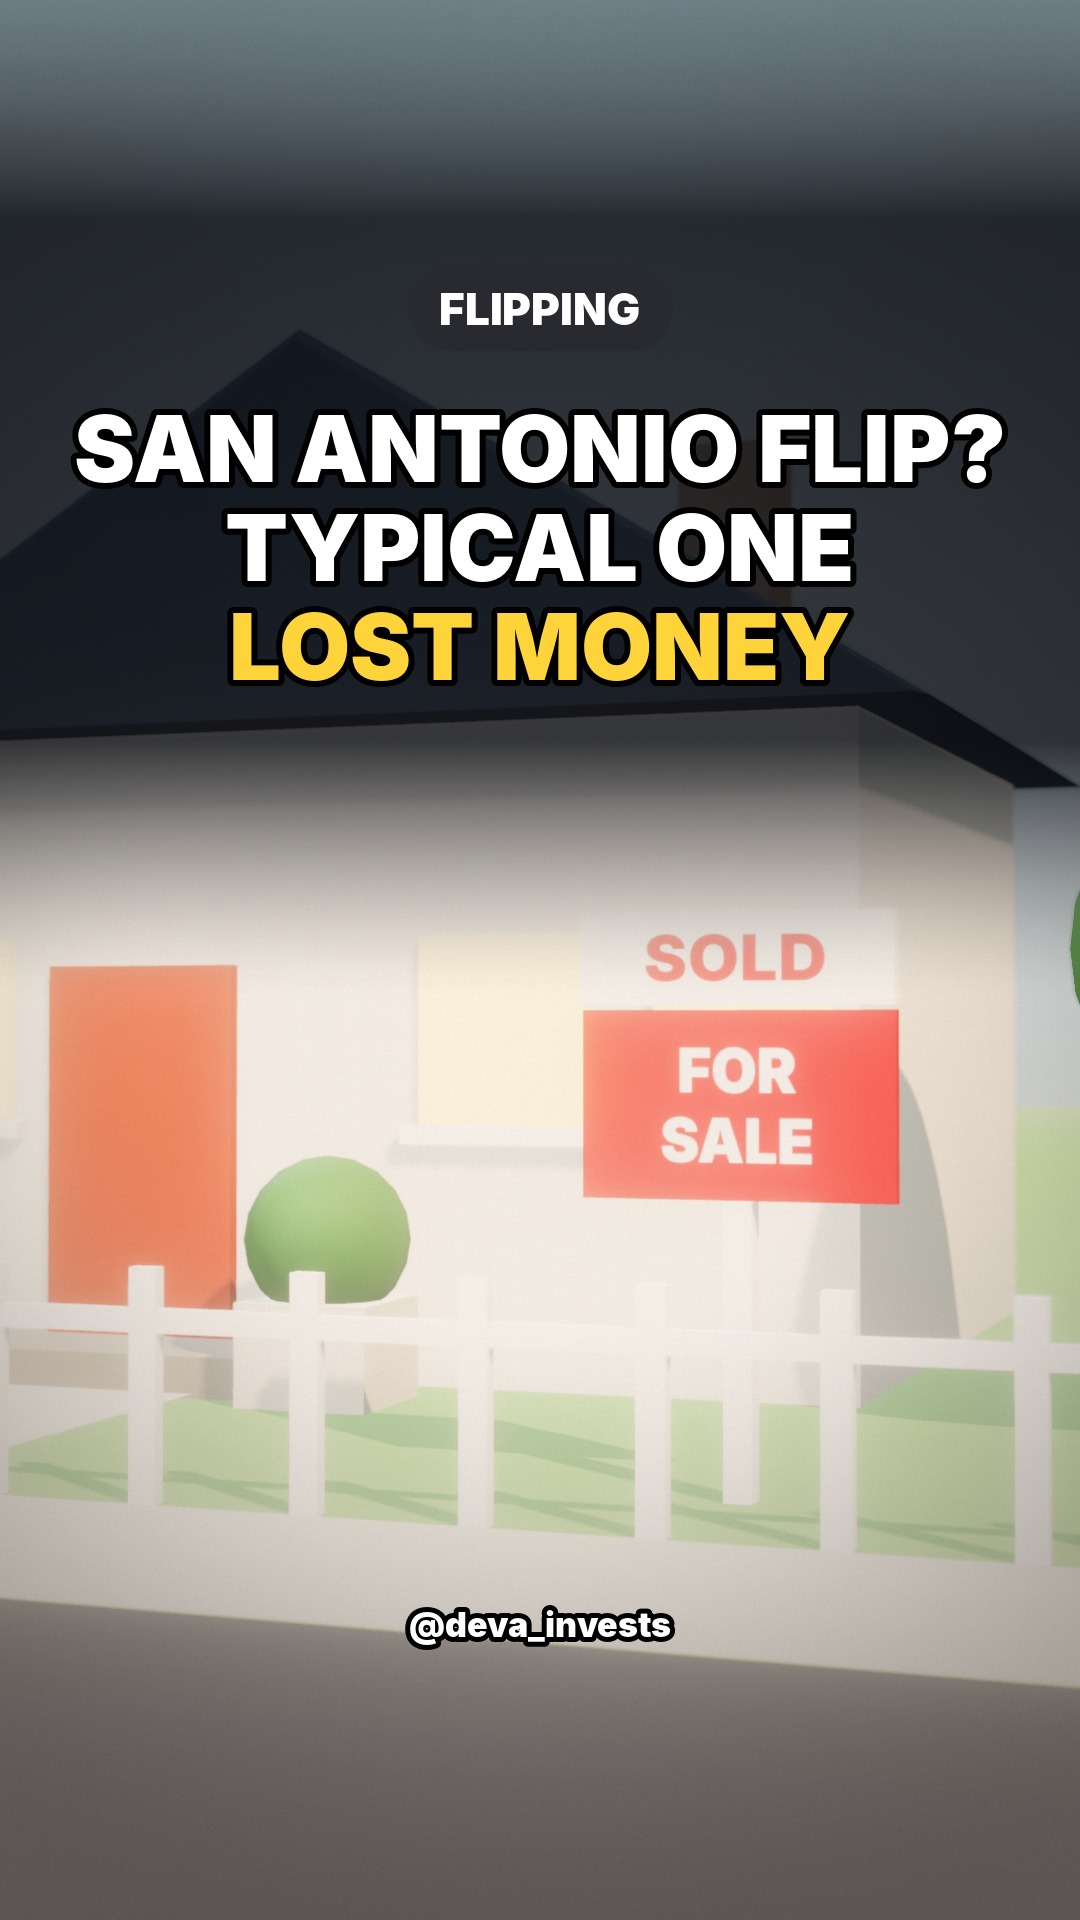 FLIPPING
SAN ANTONIO FLIP?
TYPICAL ONE
LOST MONEY
SOLD
FOR
SALE
@deva_invests